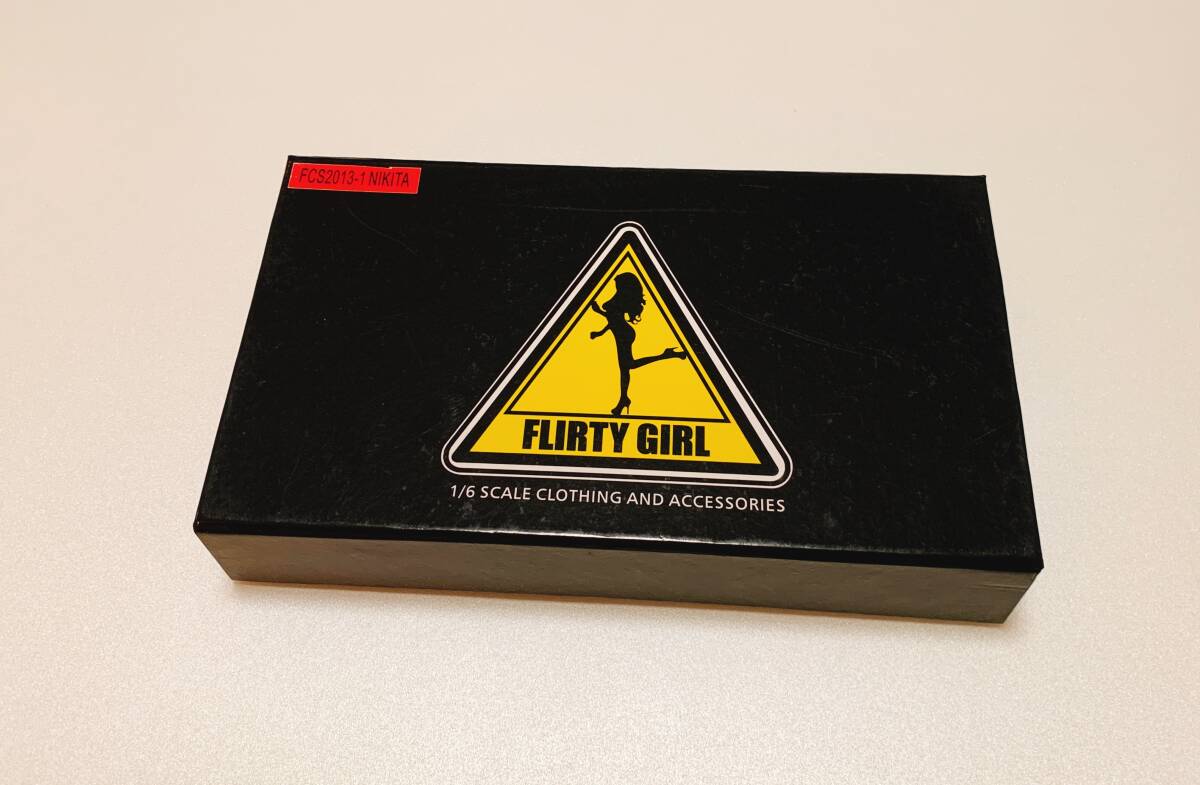 FCS2013-1 NIKITA
FLIRTY GIRL
1/6 SCALE CLOTHING AND ACCESSORIES